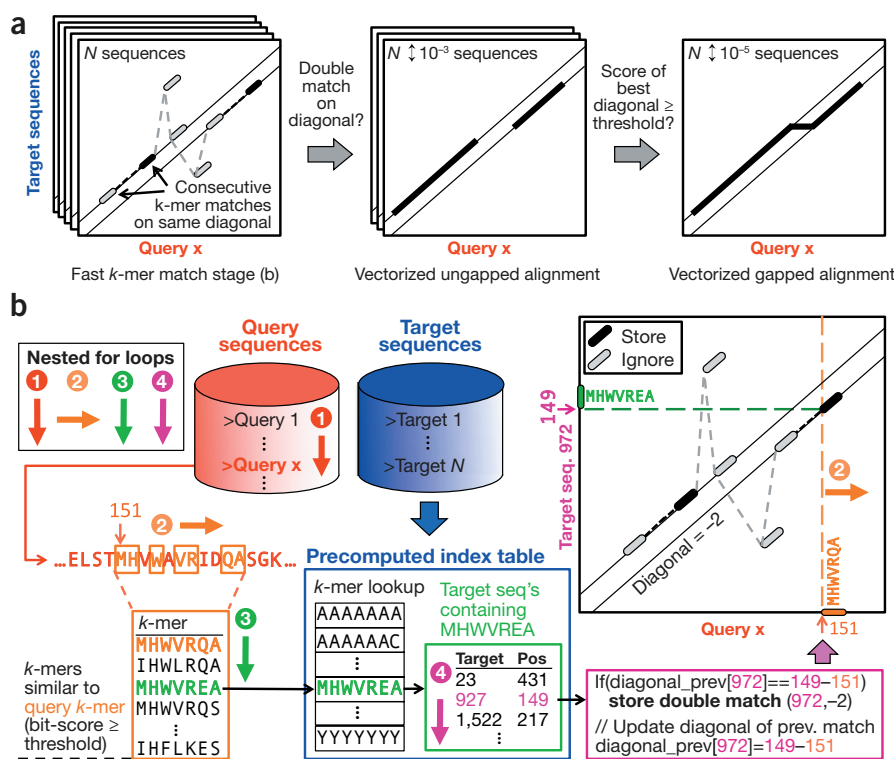 a
Target sequences
N sequences
Consecutive
k-mer matches
on same diagonal
Query x
Fast k-mer match stage (b)
Double
match
on
diagonal?
N ↕10⁻³ sequences
Query x
Vectorized ungapped alignment
Score of
best
diagonal ≥
threshold?
N ↕10⁻⁵ sequences
Query x
Vectorized gapped alignment
b
Nested for loops
1 2 3 4
Query
sequences
>Query 1
⋮
>Query x
⋮
1
Target
sequences
>Target 1
⋮
>Target N
151
2
…ELSTMHVWAVRIDQASGK…
k-mer
MHWVRQA
IHWLRQA
MHWVREA
MHWVRQS
⋮
IHFLKES
3
k-mers
similar to
query k-mer
(bit-score ≥
threshold)
Precomputed index table
k-mer lookup
AAAAAAA
AAAAAAC
⋮
MHWVREA
⋮
YYYYYYY
Target seq's
containing
MHWVREA
4
Target Pos
23 431
927 149
1,522 217
⋮
Store
Ignore
MHWVREA
149
Target seq. 972
Diagonal = –2
2
MHWVRQA
Query x
151
If(diagonal_prev[972]==149–151)
store double match (972,–2)
// Update diagonal of prev. match
diagonal_prev[972]=149–151